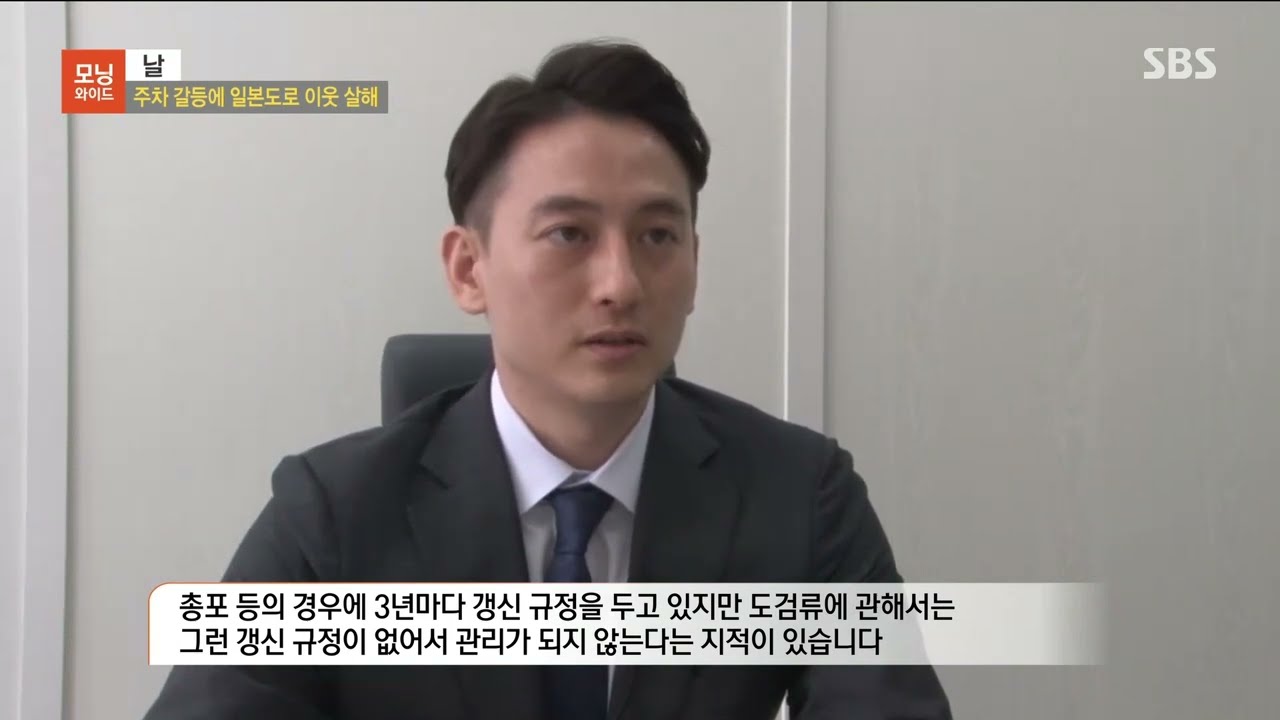 모닝
와이드
날
주차 갈등에 일본도로 이웃 살해
SBS
총포 등의 경우에 3년마다 갱신 규정을 두고 있지만 도검류에 관해서는
그런 갱신 규정이 없어서 관리가 되지 않는다는 지적이 있습니다